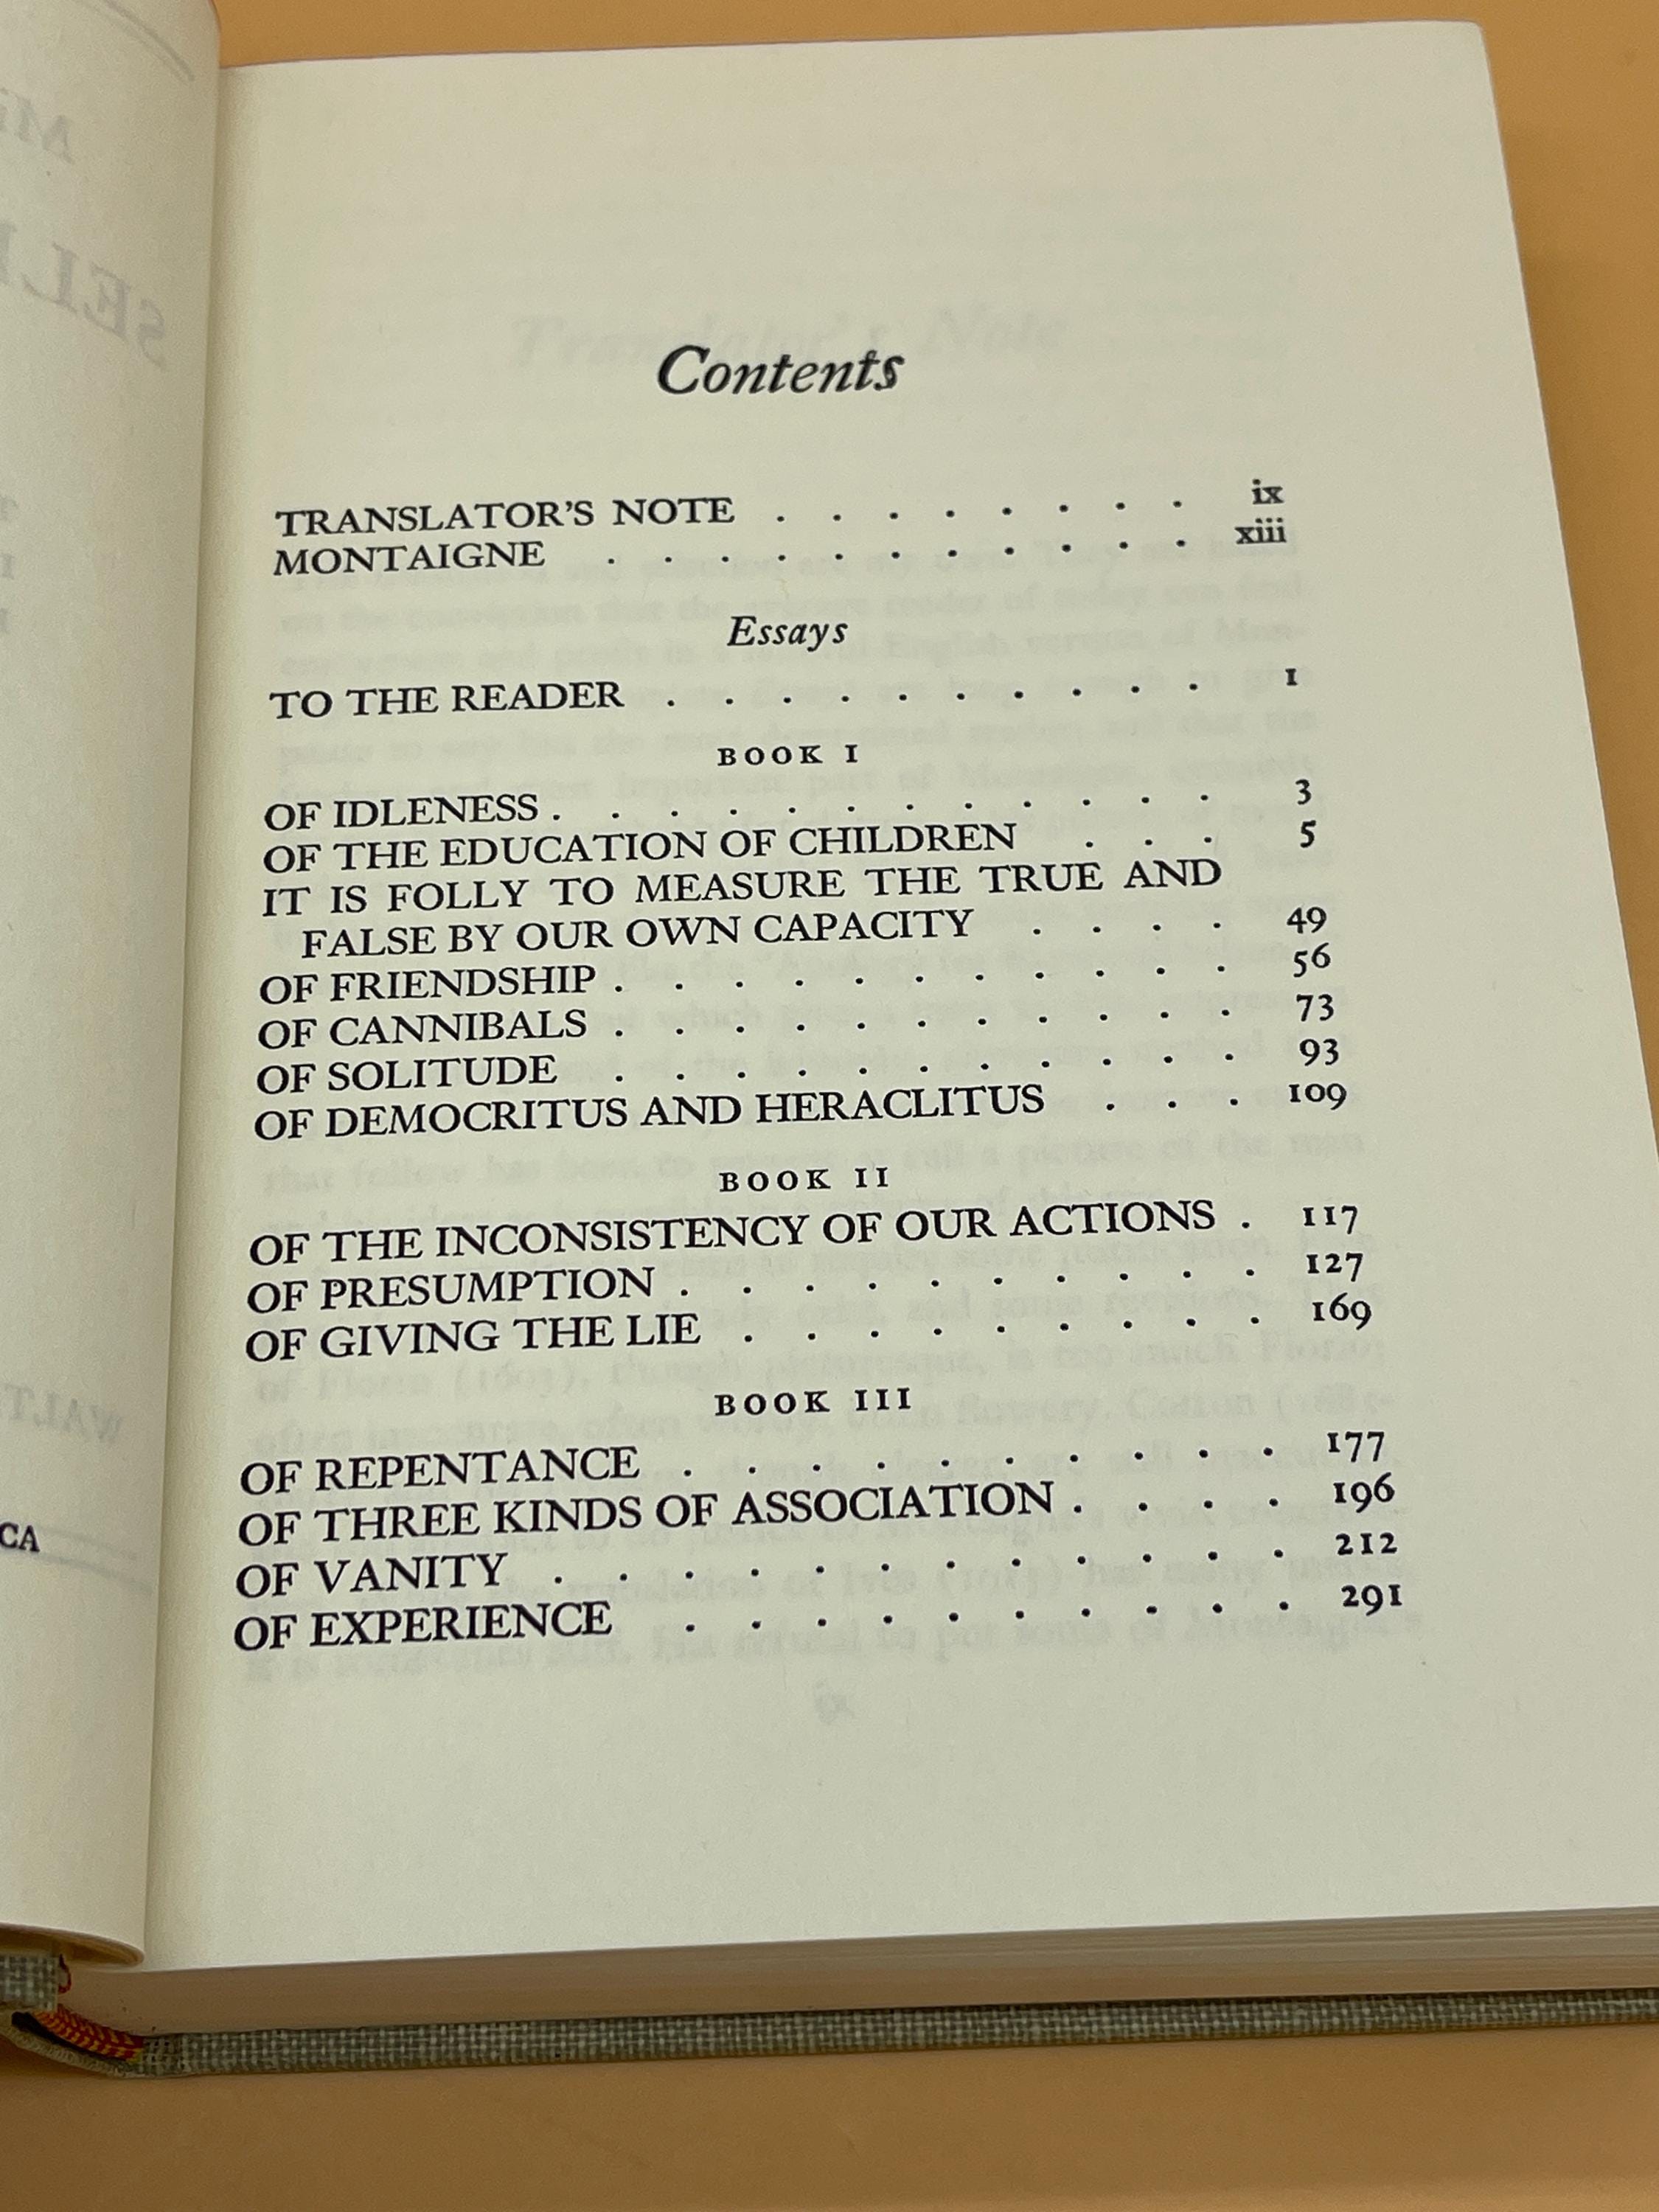 Contents
TRANSLATOR'S NOTE . . . . . . . . ix
MONTAIGNE . . . . . . . . . . . xiii
Essays
TO THE READER . . . . . . . . . . 1
BOOK I
OF IDLENESS . . . . . . . . . . . . 3
OF THE EDUCATION OF CHILDREN . . . 5
IT IS FOLLY TO MEASURE THE TRUE AND
FALSE BY OUR OWN CAPACITY . . . . 49
OF FRIENDSHIP . . . . . . . . . . . 56
OF CANNIBALS . . . . . . . . . . . 73
OF SOLITUDE . . . . . . . . . . . 93
OF DEMOCRITUS AND HERACLITUS . . . 109
BOOK II
OF THE INCONSISTENCY OF OUR ACTIONS . 117
OF PRESUMPTION . . . . . . . . . . 127
OF GIVING THE LIE . . . . . . . . . 169
BOOK III
OF REPENTANCE . . . . . . . . . . 177
OF THREE KINDS OF ASSOCIATION . . . . 196
OF VANITY . . . . . . . . . . . . 212
OF EXPERIENCE . . . . . . . . . . 291
CA